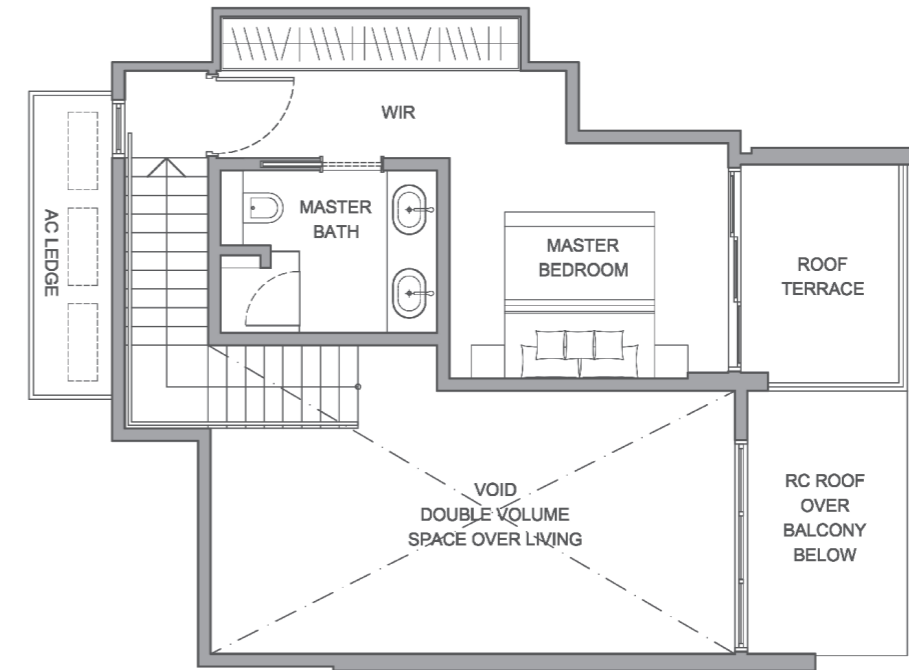 WIR
AC LEDGE
MASTER
BATH
MASTER
BEDROOM
ROOF
TERRACE
VOID
DOUBLE VOLUME
SPACE OVER LIVING
RC ROOF
OVER
BALCONY
BELOW